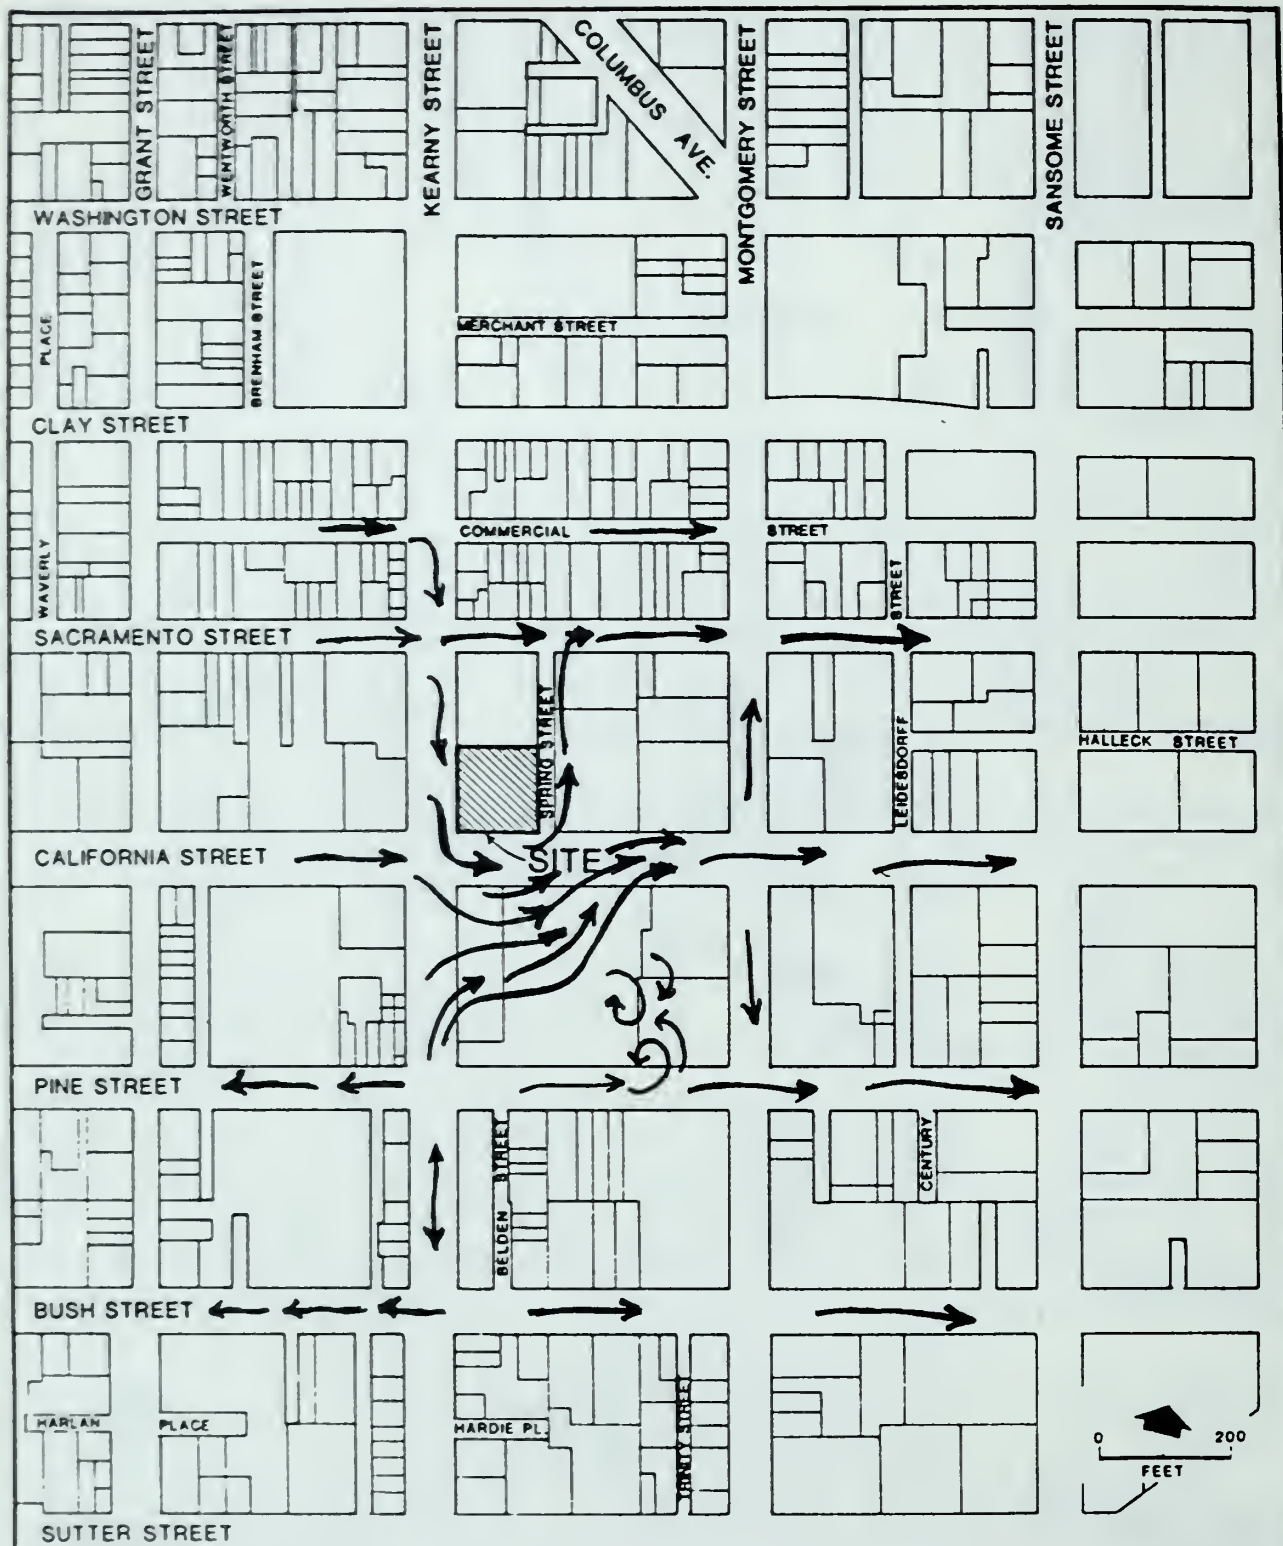 GRANT STREET
WENTWORTH STREET
KEARNY STREET
COLUMBUS AVE.
MONTGOMERY STREET
SANSOME STREET
WASHINGTON STREET
PLACE
BRENHAM STREET
MERCHANT STREET
CLAY STREET
WAVERLY
COMMERCIAL
STREET
STREET
SACRAMENTO STREET
SPRING STREET
LEIDESDORFF
HALLECK STREET
CALIFORNIA STREET
SITE
PINE STREET
BELDEN STREET
CENTURY
BUSH STREET
HARLAN
PLACE
HARDIE PL.
TRINITY STREET
0 200
FEET
SUTTER STREET